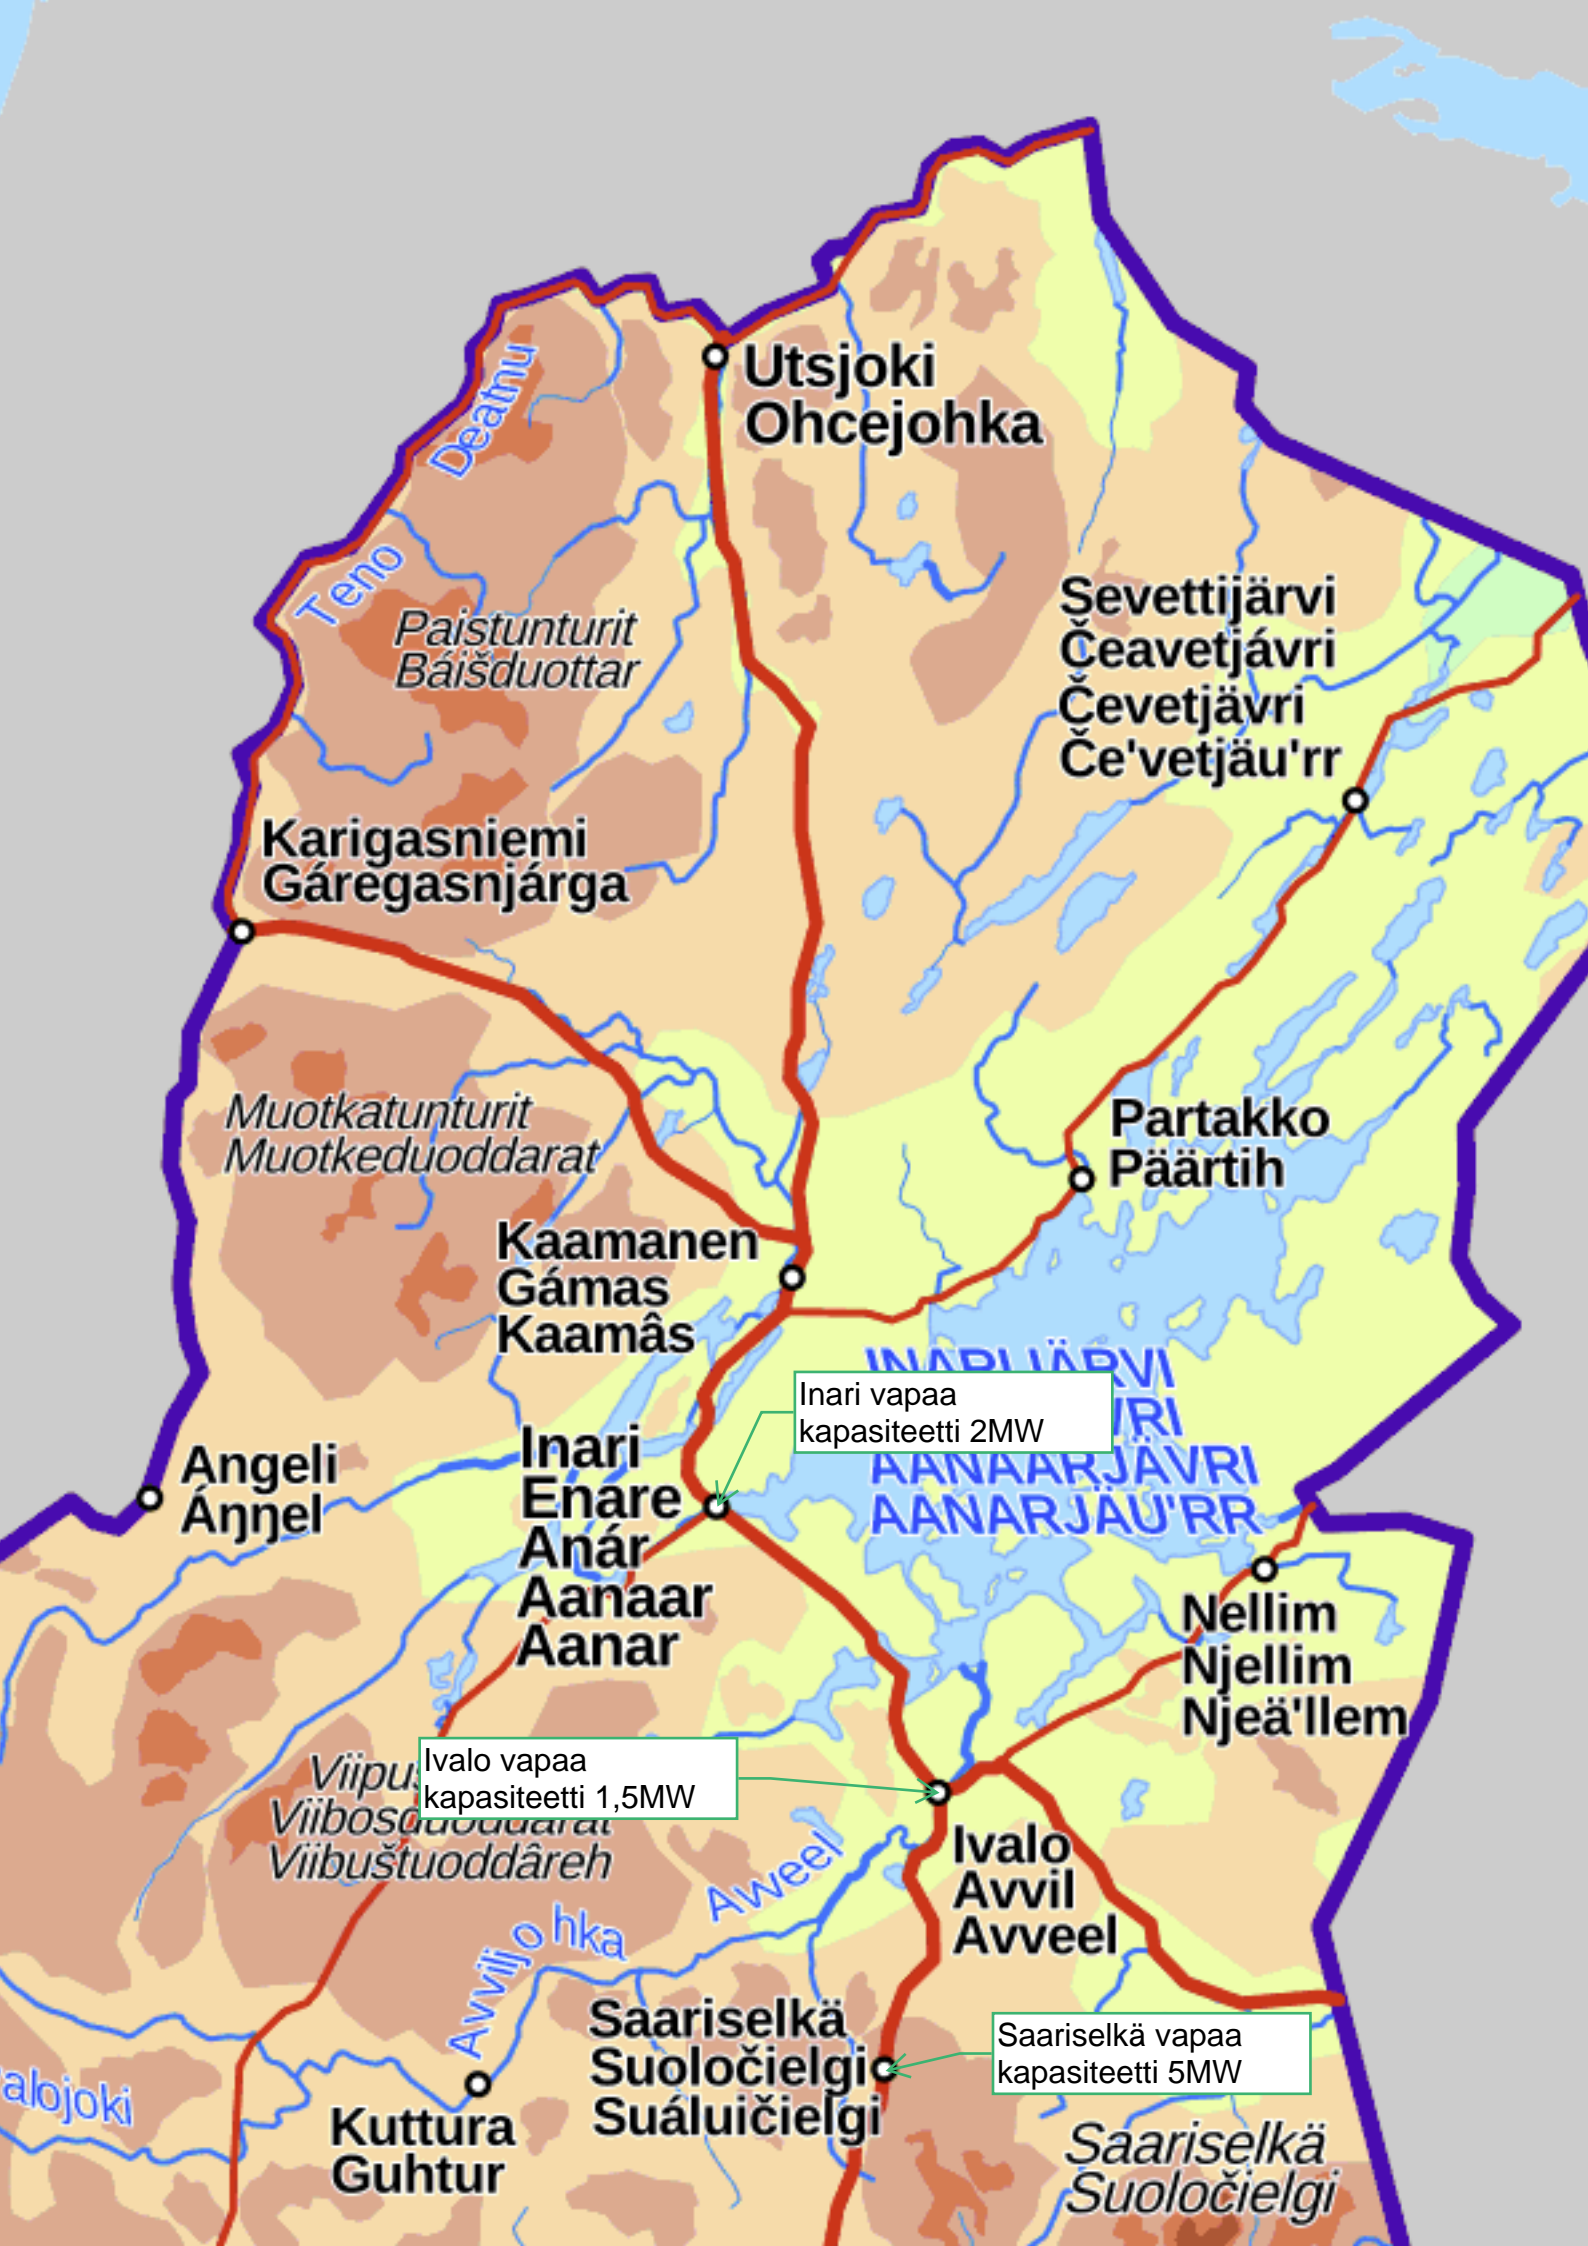 Utsjoki
Ohcejohka
Deatnu
Teno
Paistunturit
Báišduottar
Sevettijärvi
Čeavetjávri
Čevetjävri
Če'vetjäu'rr
Karigasniemi
Gáregasnjárga
Muotkatunturit
Muotkeduoddarat
Partakko
Päärtih
Kaamanen
Gámas
Kaamâs
INARIJÄRVI
Inari vapaa
kapasiteetti 2MW
AANAARJÄVRI
AANARJÄU'RR
Angeli
Áŋŋel
Inari
Enare
Anár
Aanaar
Aanar
Nellim
Njellim
Njeä'llem
Ivalo vapaa
kapasiteetti 1,5MW
Viibosduoddarat
Viibuštuoddâreh
Ivalo
Avvil
Avveel
Aweel
Avviljohka
Saariselkä
Suoločielgi
Suáluičielgi
Saariselkä vapaa
kapasiteetti 5MW
alojoki
Kuttura
Guhtur
Saariselkä
Suoločielgi